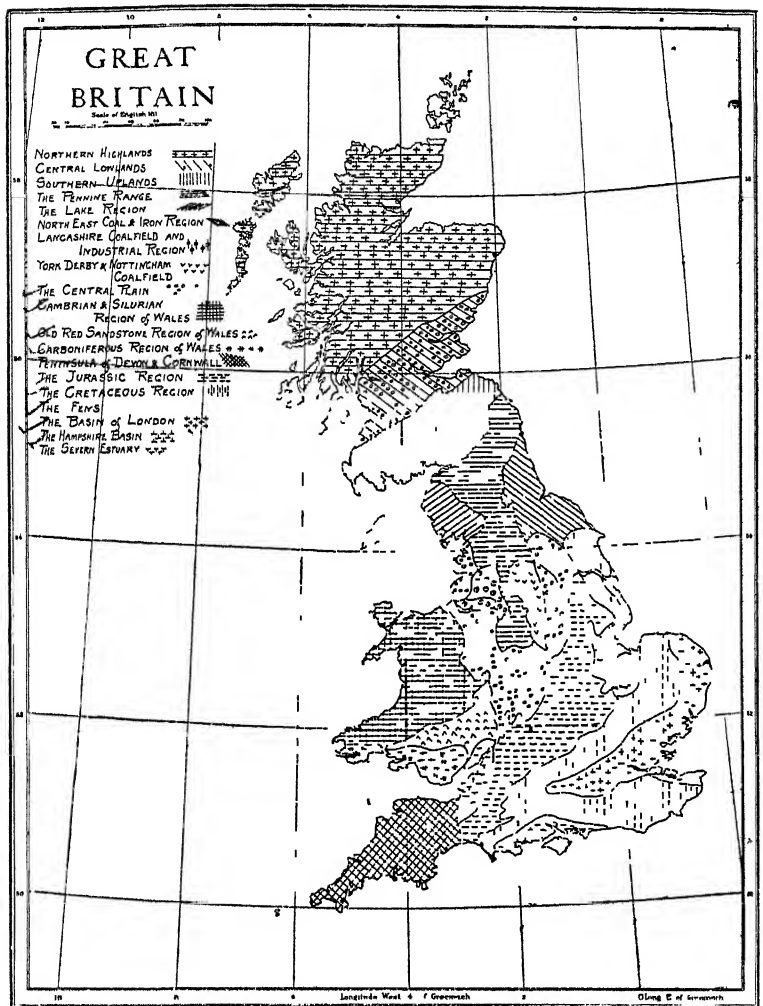 GREAT
BRITAIN
Scale of English
NORTHERN HIGHLANDS
CENTRAL LOWLANDS
SOUTHERN UPLANDS
THE PENNINE RANGE
THE LAKE REGION
NORTH EAST COAL & IRON REGION
LANCASHIRE COALFIELD AND
INDUSTRIAL REGION
YORK DERBY & NOTTINGHAM
COALFIELD
THE CENTRAL PLAIN
CAMBRIAN & SILURIAN
REGION OF WALES
OLD RED SANDSTONE REGION OF WALES
CARBONIFEROUS REGION OF WALES
PENINSULA of DEVON & CORNWALL
THE JURASSIC REGION
THE CRETACEOUS REGION
THE FENS
THE BASIN of LONDON
THE HAMPSHIRE BASIN
THE SEVERN ESTUARY
Longitude West 4 of Greenwich
0 Long E of Greenwich